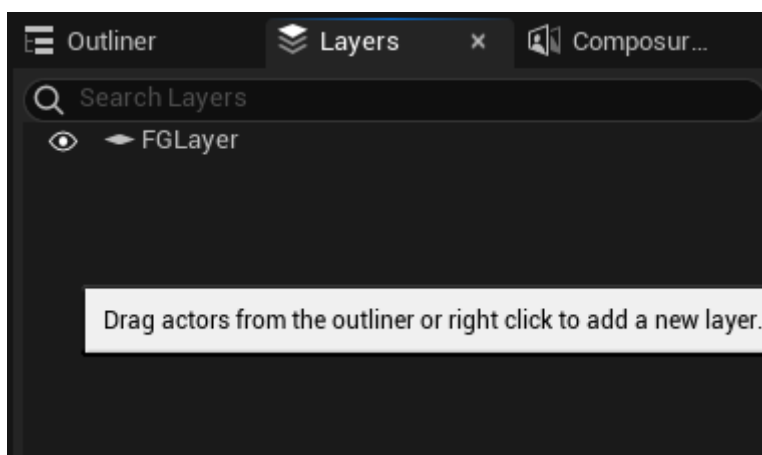 Outliner
Layers
Composur...
Search Layers
FGLayer
Drag actors from the outliner or right click to add a new layer.